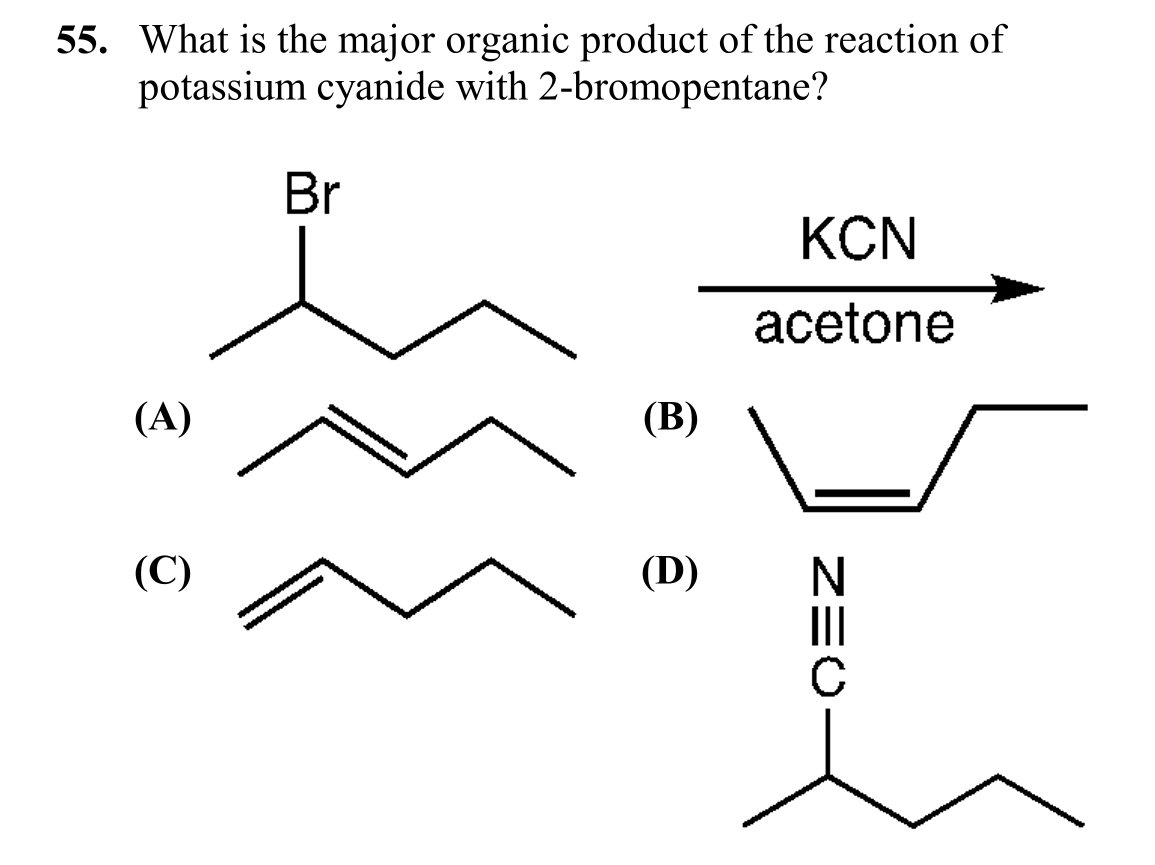 55. What is the major organic product of the reaction of
potassium cyanide with 2-bromopentane?
Br
KCN
acetone
(A)
(B)
(C)
(D)
N
C